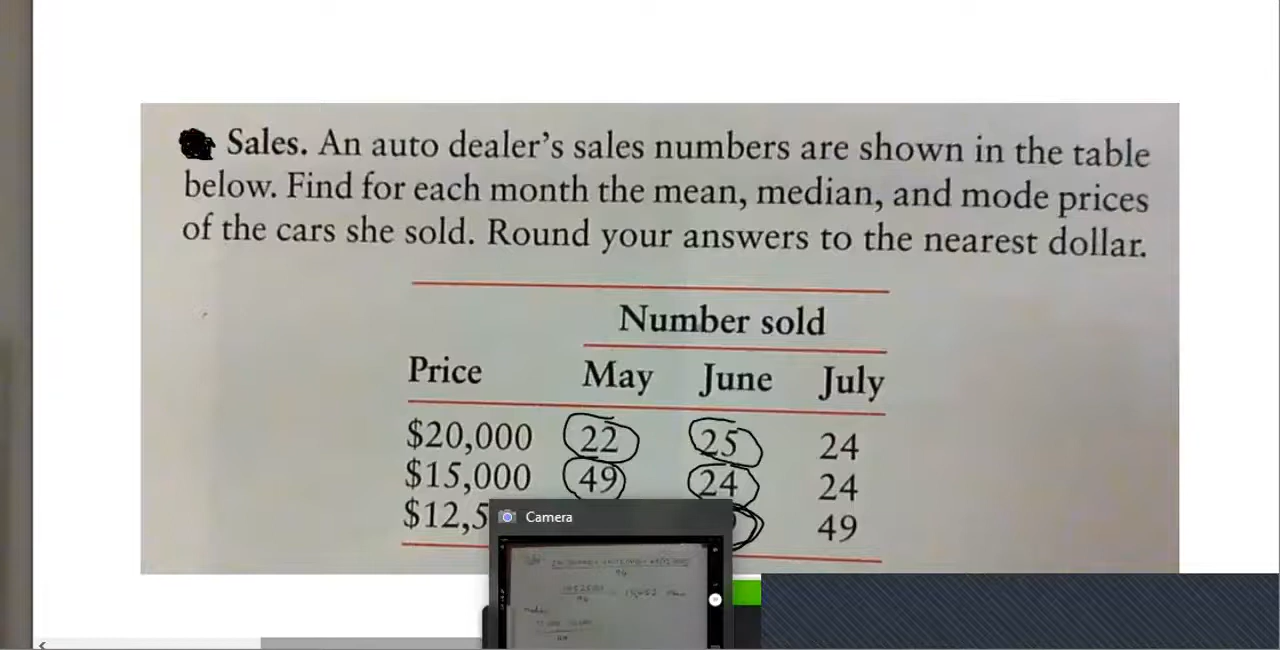 Sales. An auto dealer's sales numbers are shown in the table
below. Find for each month the mean, median, and mode prices
of the cars she sold. Round your answers to the nearest dollar.
Number sold
Price May June July
$20,000 22 25 24
$15,000 49 24 24
$12,5 49
Camera